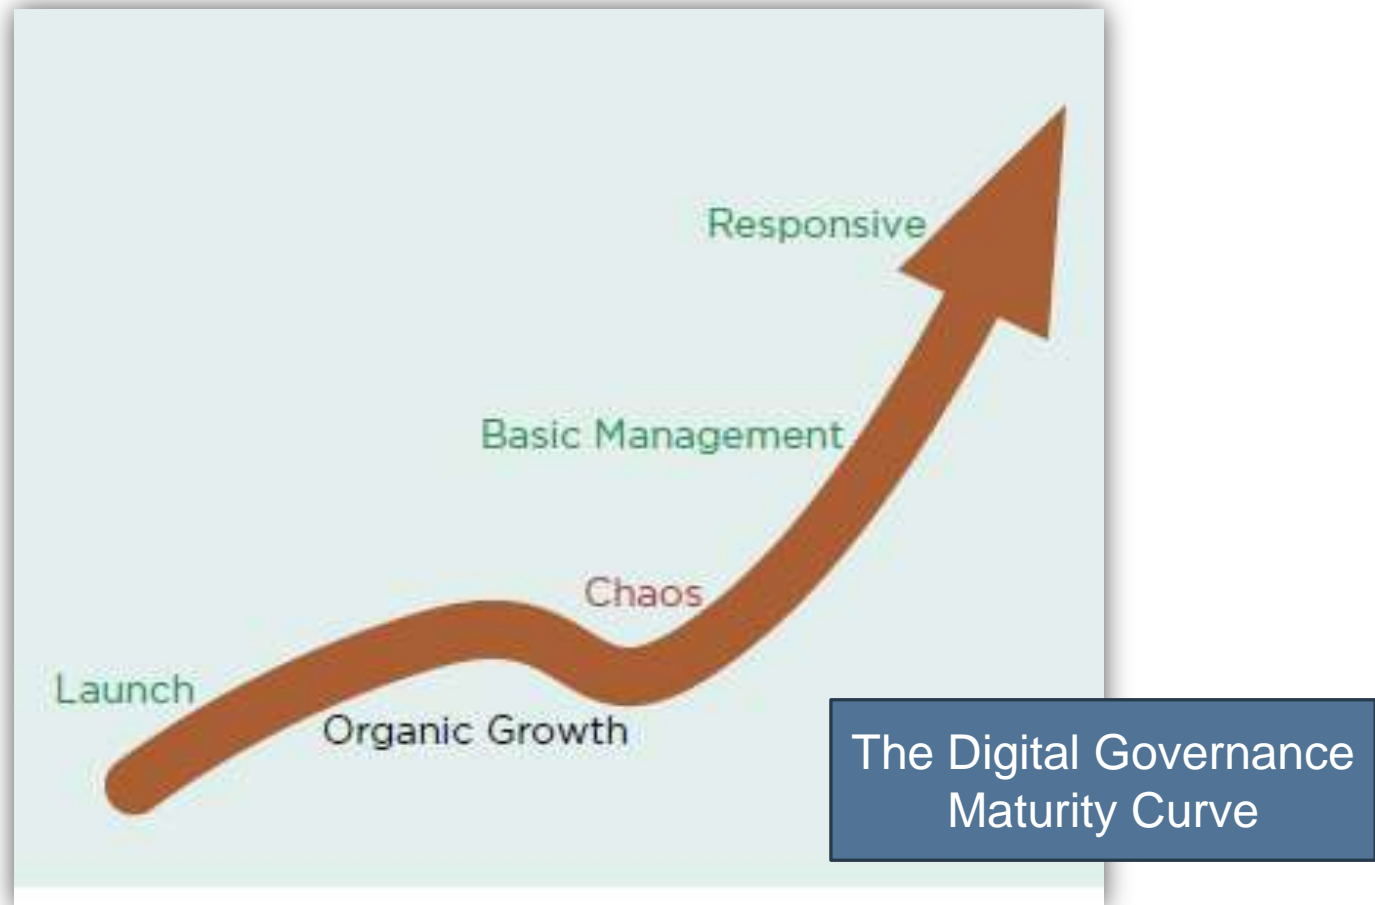 Responsive
Basic Management
Chaos
Launch
Organic Growth
The Digital Governance
Maturity Curve